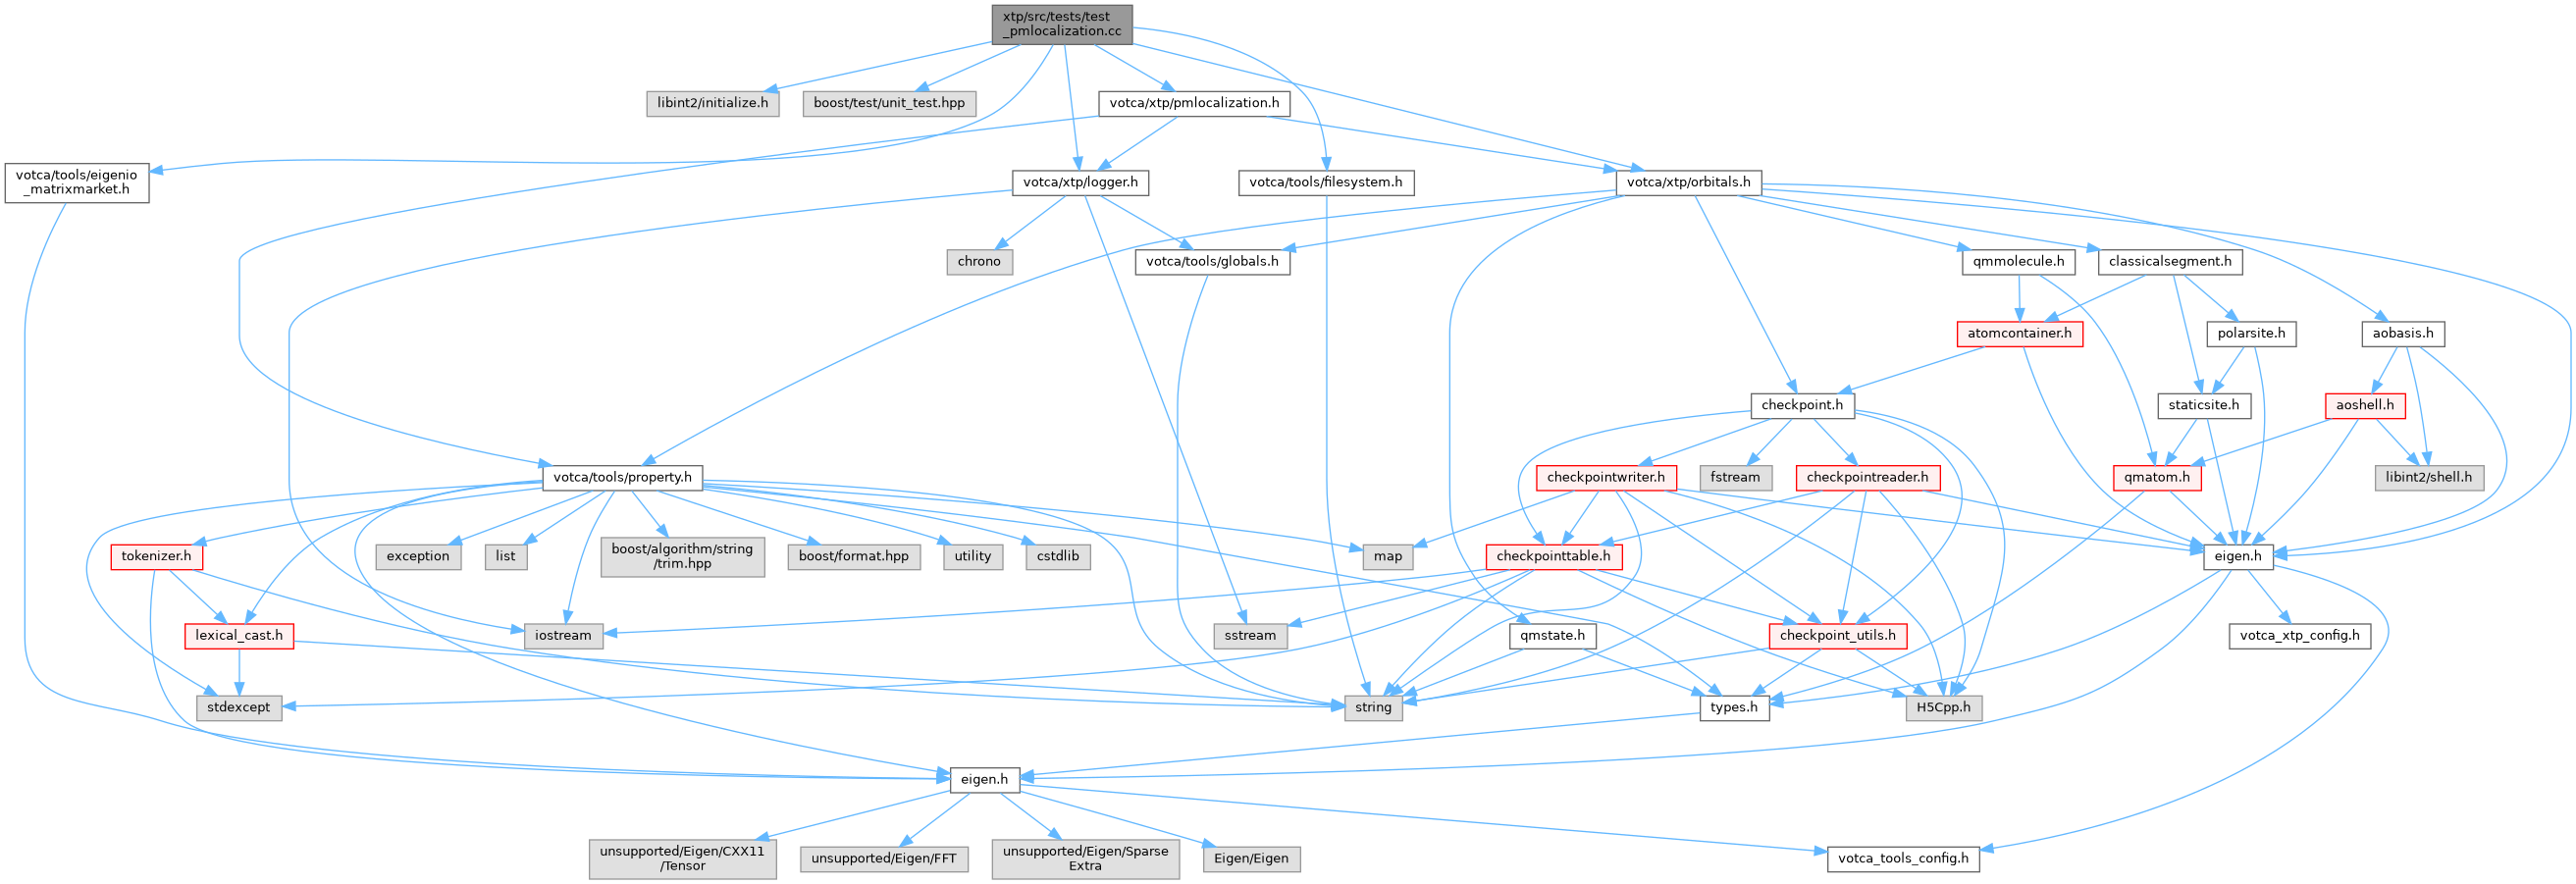 xtp/src/tests/test
_pmlocalization.cc
libint2/initialize.h
boost/test/unit_test.hpp
votca/xtp/pmlocalization.h
votca/tools/eigenio
_matrixmarket.h
votca/xtp/logger.h
votca/tools/filesystem.h
votca/xtp/orbitals.h
chrono
votca/tools/globals.h
qmmolecule.h
classicalsegment.h
atomcontainer.h
polarsite.h
aobasis.h
checkpoint.h
staticsite.h
aoshell.h
votca/tools/property.h
checkpointwriter.h
fstream
checkpointreader.h
qmatom.h
libint2/shell.h
tokenizer.h
exception
list
boost/algorithm/string
/trim.hpp
boost/format.hpp
utility
cstdlib
map
checkpointtable.h
eigen.h
lexical_cast.h
iostream
sstream
qmstate.h
checkpoint_utils.h
votca_xtp_config.h
stdexcept
string
types.h
H5Cpp.h
eigen.h
unsupported/Eigen/CXX11
/Tensor
unsupported/Eigen/FFT
unsupported/Eigen/Sparse
Extra
Eigen/Eigen
votca_tools_config.h